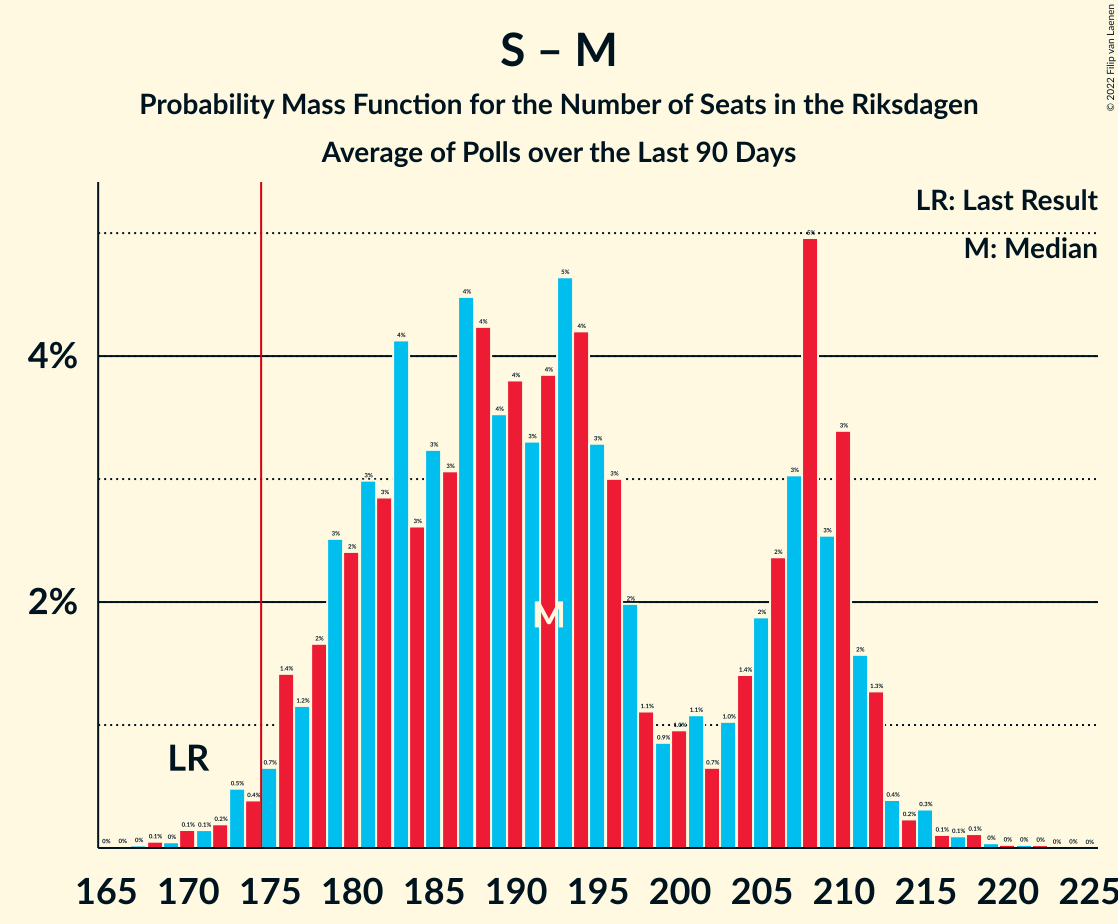 © 2022 Filip van Laenen
S – M
Probability Mass Function for the Number of Seats in the Riksdagen
Average of Polls over the Last 90 Days
LR: Last Result
M: Median
4%
2%
LR
M
0% 0% 0% 0.1% 0% 0.1% 0.1% 0.2% 0.5% 0.4% 0.7% 1.4% 1.2% 2% 3% 2% 3% 3% 4% 3% 3% 3% 4% 4% 4% 4% 3% 4% 5% 4% 3% 3% 2% 1.1% 0.9% 1.0% 1.1% 0.7% 1.0% 1.4% 2% 2% 3% 5% 3% 3% 2% 1.3% 0.4% 0.2% 0.3% 0.1% 0.1% 0.1% 0% 0% 0% 0% 0% 0% 0%
165 170 175 180 185 190 195 200 205 210 215 220 225